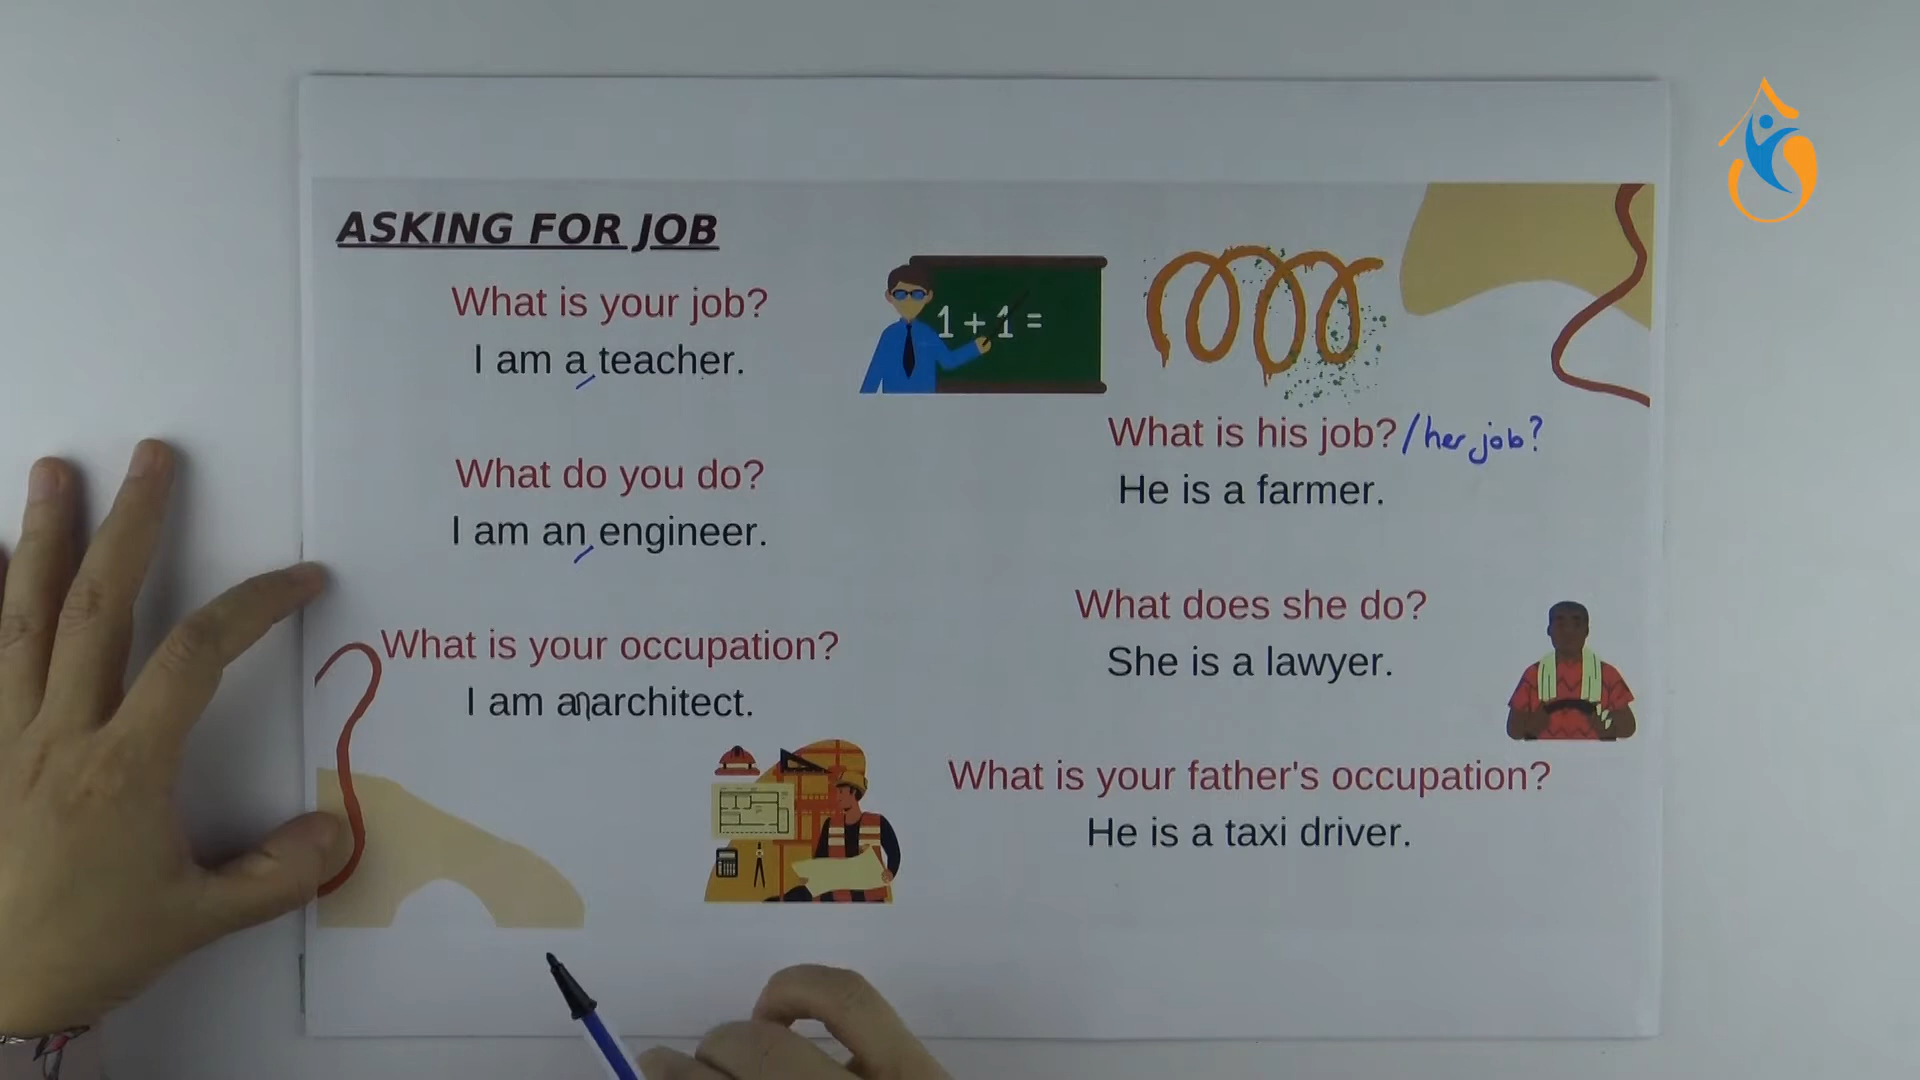 ASKING FOR JOB
What is your job?
I am a teacher.
What do you do?
I am an engineer.
What is your occupation?
I am an architect.
1+1=
What is his job? / her job?
He is a farmer.
What does she do?
She is a lawyer.
What is your father's occupation?
He is a taxi driver.